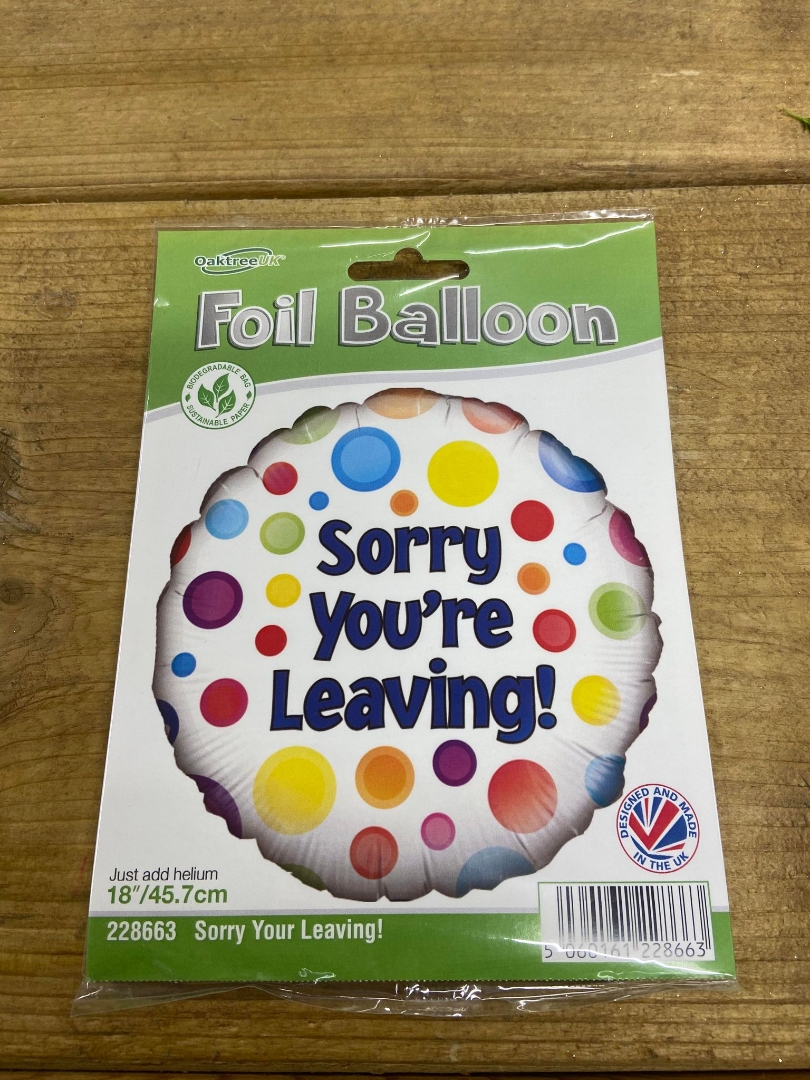 OaktreeUK
Foil Balloon
BIODEGRADABLE BAG
SUSTAINABLE PAPER
Sorry
You're
Leaving!
DESIGNED AND MADE
IN THE UK
Just add helium
18"/45.7cm
228663 Sorry Your Leaving!
5 060161 228663